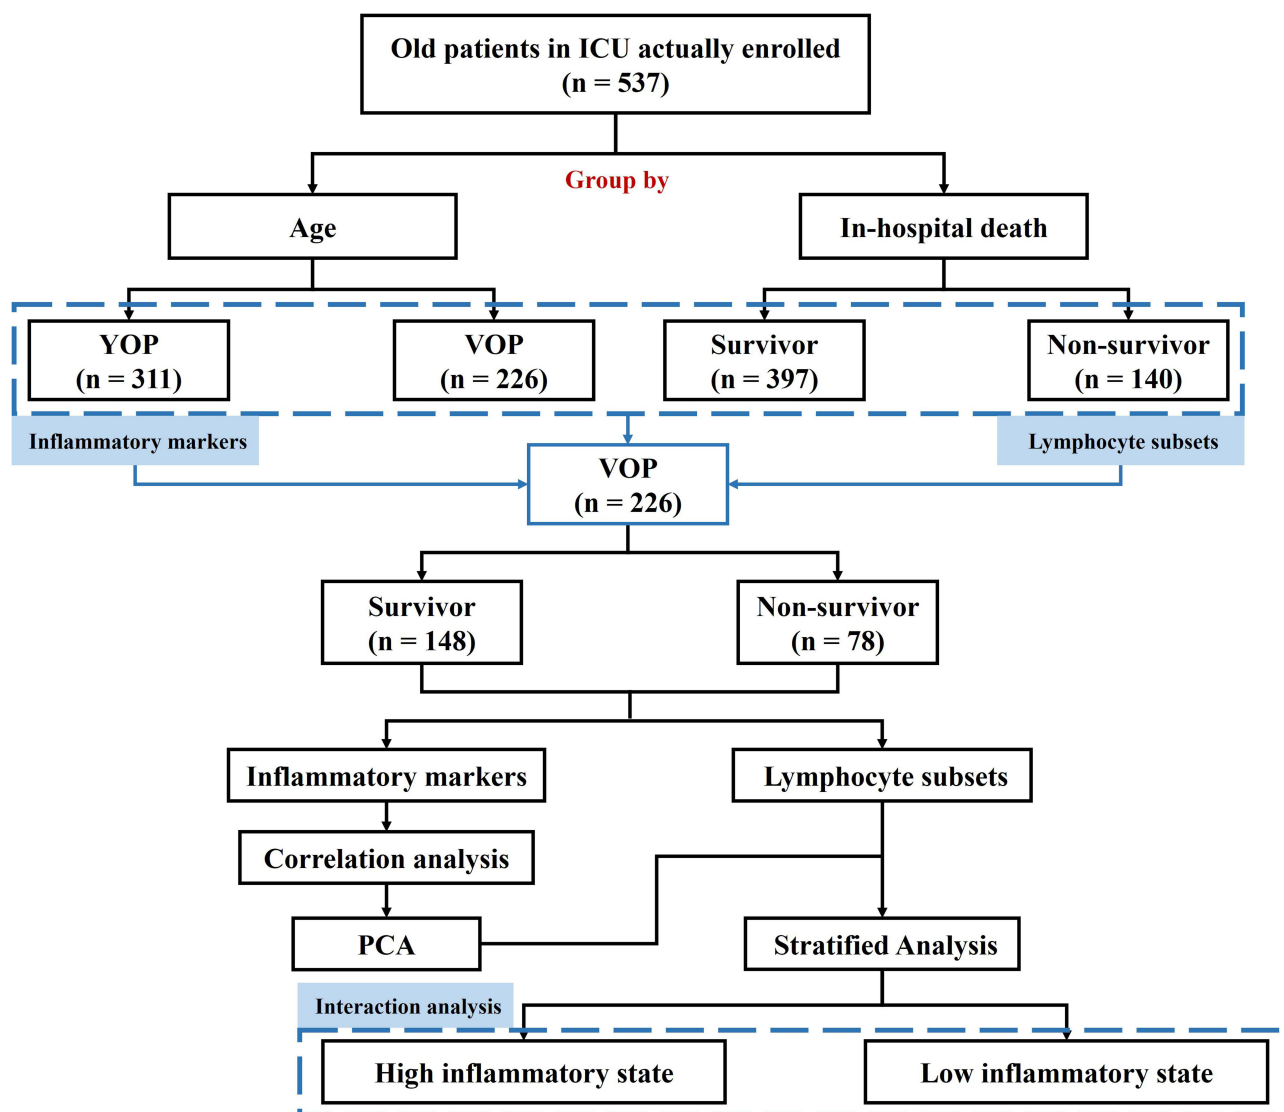 Old patients in ICU actually enrolled
(n = 537)
Group by
Age
In-hospital death
YOP
(n = 311)
VOP
(n = 226)
Survivor
(n = 397)
Non-survivor
(n = 140)
Inflammatory markers
Lymphocyte subsets
VOP
(n = 226)
Survivor
(n = 148)
Non-survivor
(n = 78)
Inflammatory markers
Lymphocyte subsets
Correlation analysis
PCA
Stratified Analysis
Interaction analysis
High inflammatory state
Low inflammatory state